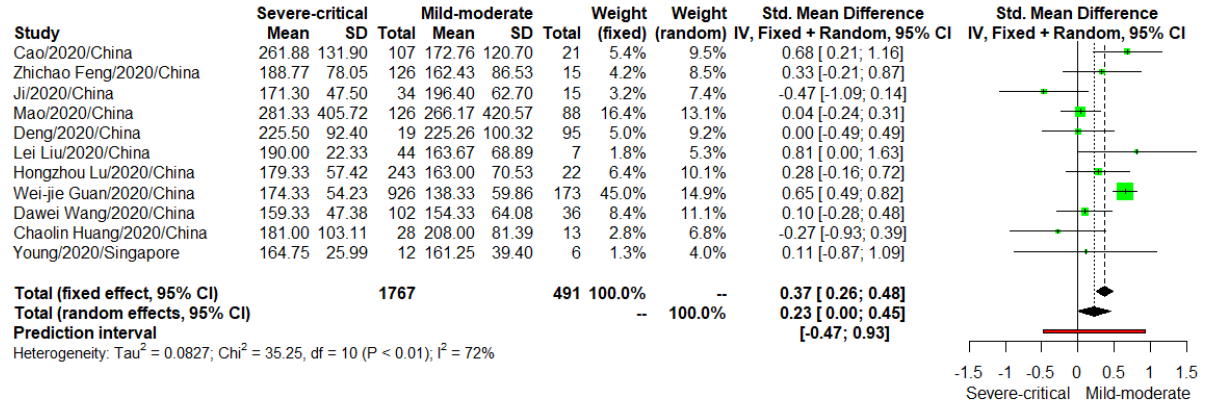 Severe-critical Mild-moderate Weight Weight Std. Mean Difference Std. Mean Difference
Study Mean SD Total Mean SD Total (fixed) (random) IV, Fixed + Random, 95% CI IV, Fixed + Random, 95% CI
Cao/2020/China 261.88 131.90 107 172.76 120.70 21 5.4% 9.5% 0.68 [ 0.21; 1.16]
Zhichao Feng/2020/China 188.77 78.05 126 162.43 86.53 15 4.2% 8.5% 0.33 [-0.21; 0.87]
Ji/2020/China 171.30 47.50 34 196.40 62.70 15 3.2% 7.4% -0.47 [-1.09; 0.14]
Mao/2020/China 281.33 405.72 126 266.17 420.57 88 16.4% 13.1% 0.04 [-0.24; 0.31]
Deng/2020/China 225.50 92.40 19 225.26 100.32 95 5.0% 9.2% 0.00 [-0.49; 0.49]
Lei Liu/2020/China 190.00 22.33 44 163.67 68.89 7 1.8% 5.3% 0.81 [ 0.00; 1.63]
Hongzhou Lu/2020/China 179.33 57.42 243 163.00 70.53 22 6.4% 10.1% 0.28 [-0.16; 0.72]
Wei-jie Guan/2020/China 174.33 54.23 926 138.33 59.86 173 45.0% 14.9% 0.65 [ 0.49; 0.82]
Dawei Wang/2020/China 159.33 47.38 102 154.33 64.08 36 8.4% 11.1% 0.10 [-0.28; 0.48]
Chaolin Huang/2020/China 181.00 103.11 28 208.00 81.39 13 2.8% 6.8% -0.27 [-0.93; 0.39]
Young/2020/Singapore 164.75 25.99 12 161.25 39.40 6 1.3% 4.0% 0.11 [-0.87; 1.09]
Total (fixed effect, 95% CI) 1767 491 100.0% -- 0.37 [ 0.26; 0.48]
Total (random effects, 95% CI) -- 100.0% 0.23 [ 0.00; 0.45]
Prediction interval [-0.47; 0.93]
Heterogeneity: Tau² = 0.0827; Chi² = 35.25, df = 10 (P < 0.01); I² = 72%
-1.5 -1 -0.5 0 0.5 1 1.5
Severe-critical Mild-moderate